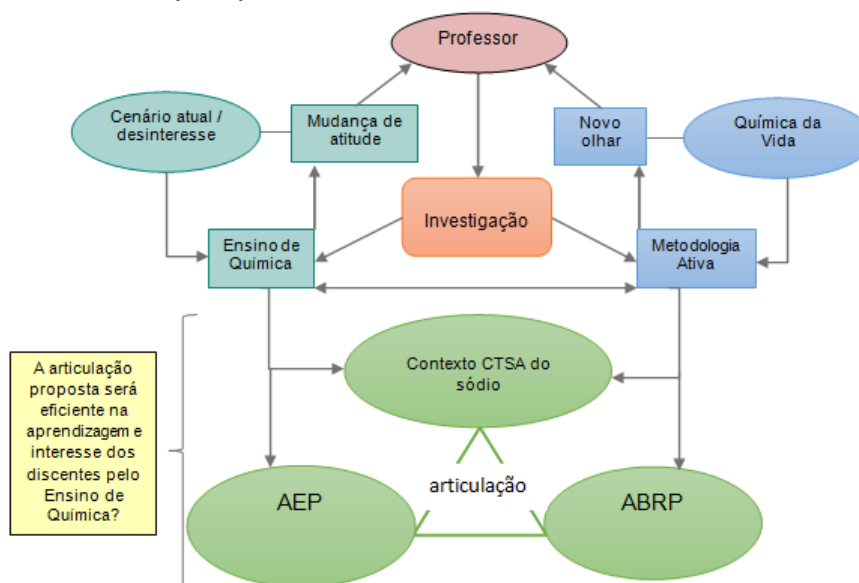 Professor
Cenário atual /
desinteresse
Mudança de
atitude
Novo
olhar
Química da
Vida
Investigação
Ensino de
Química
Metodologia
Ativa
Contexto CTSA do
sódio
A articulação
proposta será
eficiente na
aprendizagem e
interesse dos
discentes pelo
Ensino de
Química?
AEP
articulação
ABRP